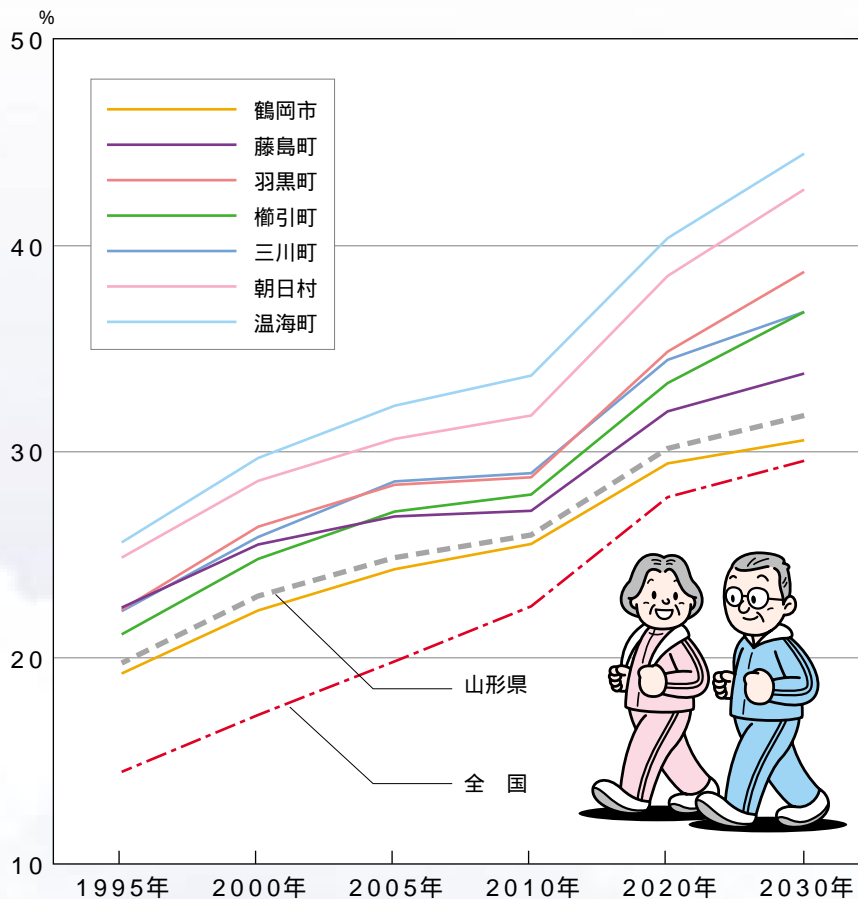 %
50
鶴岡市
藤島町
羽黒町
櫛引町
三川町
朝日村
温海町
40
30
20
山形県
全 国
10
1995年 2000年 2005年 2010年 2020年 2030年